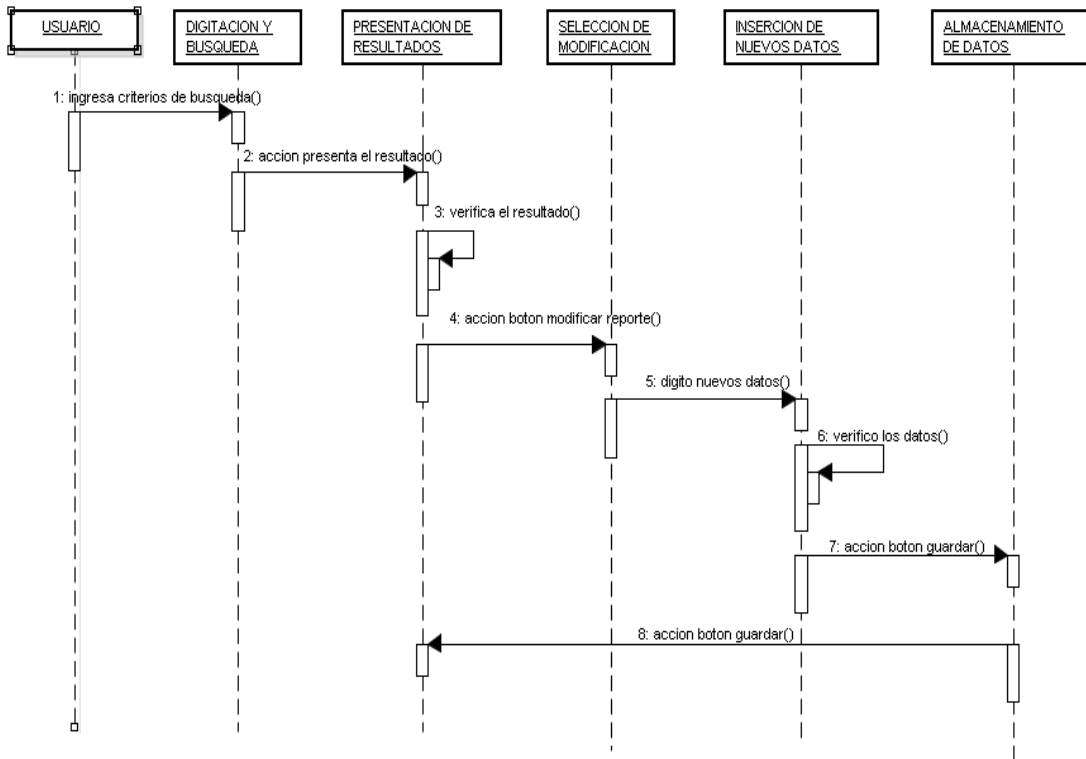 USUARIO
DIGITACION Y
BUSQUEDA
PRESENTACION DE
RESULTADOS
SELECCION DE
MODIFICACION
INSERCION DE
NUEVOS DATOS
ALMACENAMIENTO
DE DATOS
1: ingresa criterios de busqueda()
2: accion presenta el resultado()
3: verifica el resultado()
4: accion boton modificar reporte()
5: digito nuevos datos()
6: verifico los datos()
7: accion boton guardar()
8: accion boton guardar()